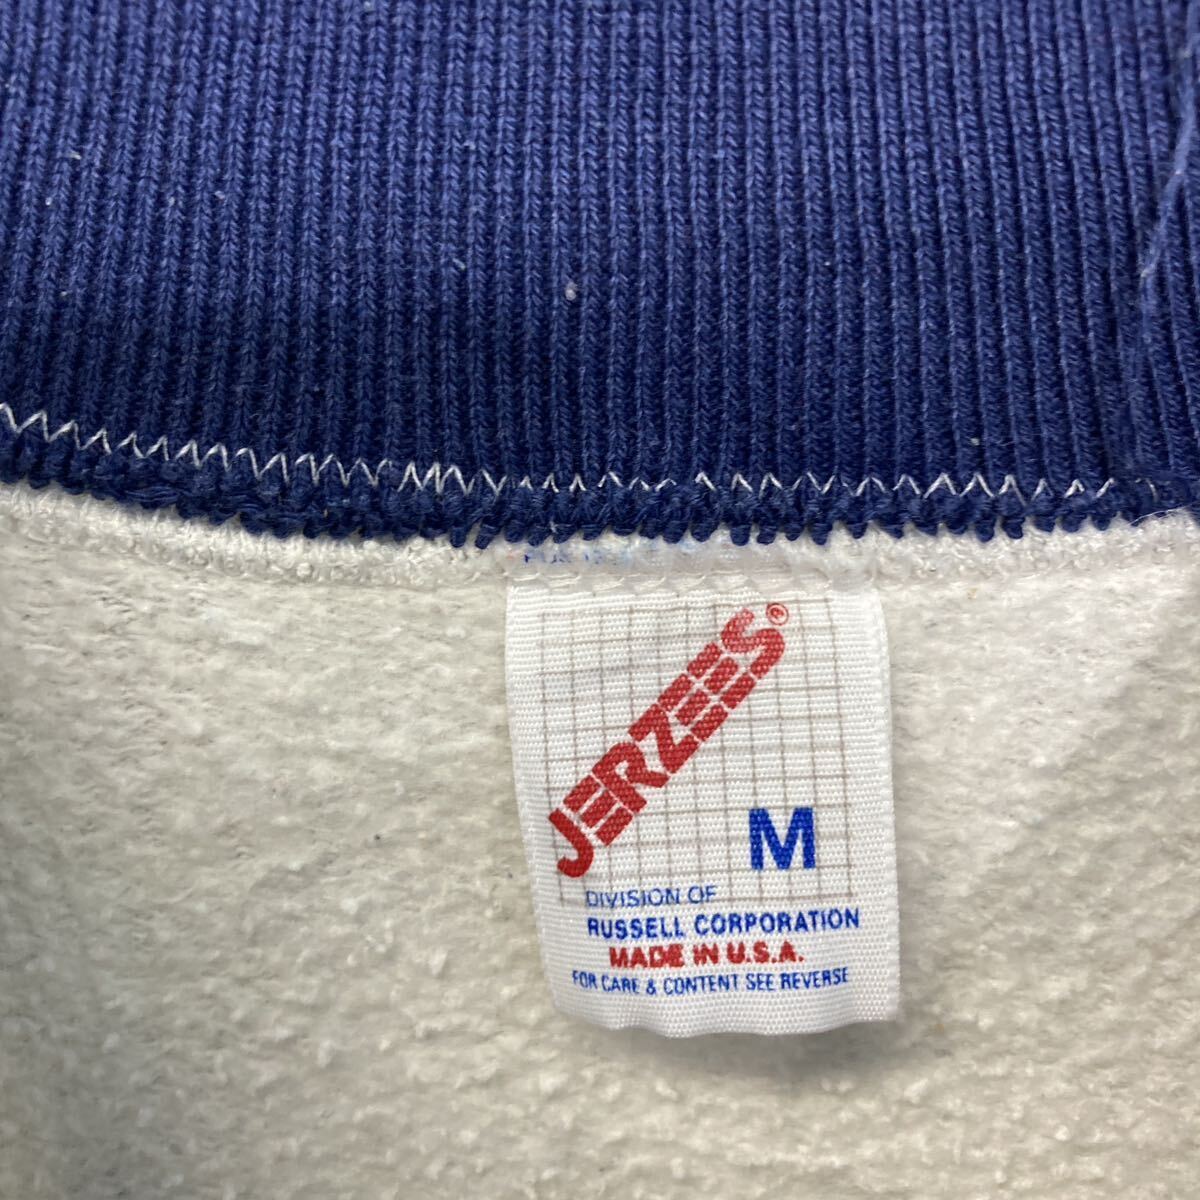 JERZEES®
M
DIVISION OF
RUSSELL CORPORATION
MADE IN U.S.A.
FOR CARE & CONTENT SEE REVERSE